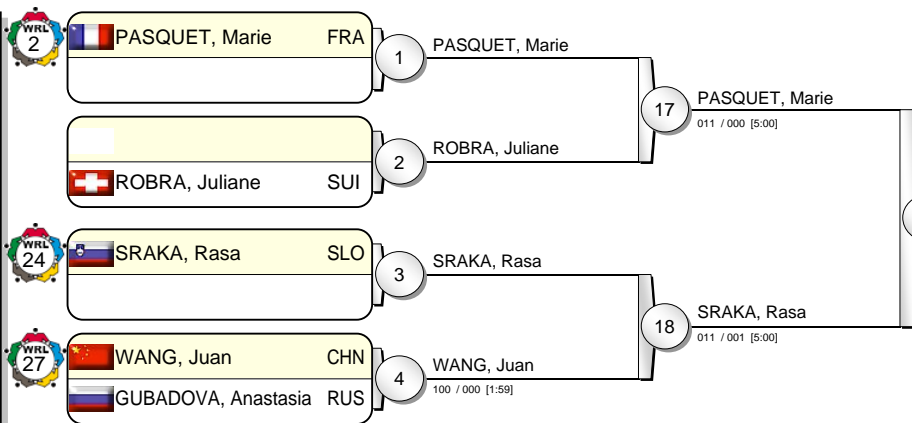 WRL
2
PASQUET, Marie FRA
1
PASQUET, Marie
17
PASQUET, Marie
011 / 000 [5:00]
2
ROBRA, Juliane
ROBRA, Juliane SUI
WRL
24
SRAKA, Rasa SLO
3
SRAKA, Rasa
18
SRAKA, Rasa
011 / 001 [5:00]
WRL
27
WANG, Juan CHN
4
WANG, Juan
100 / 000 [1:59]
GUBADOVA, Anastasia RUS